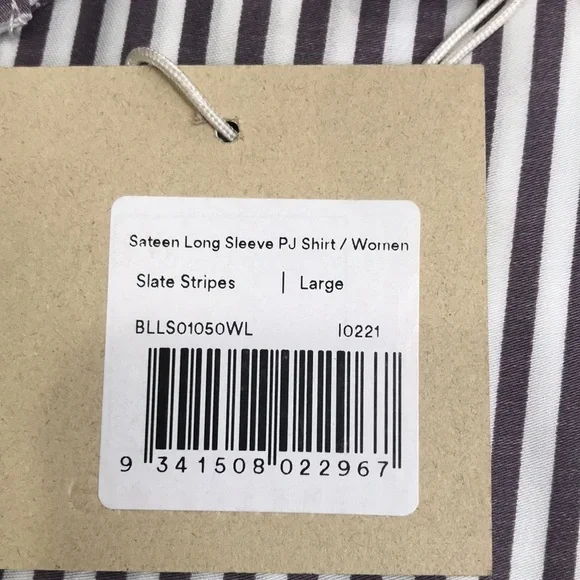 Sateen Long Sleeve PJ Shirt / Women
Slate Stripes | Large
BLLS01050WL I0221
9 341508 022967